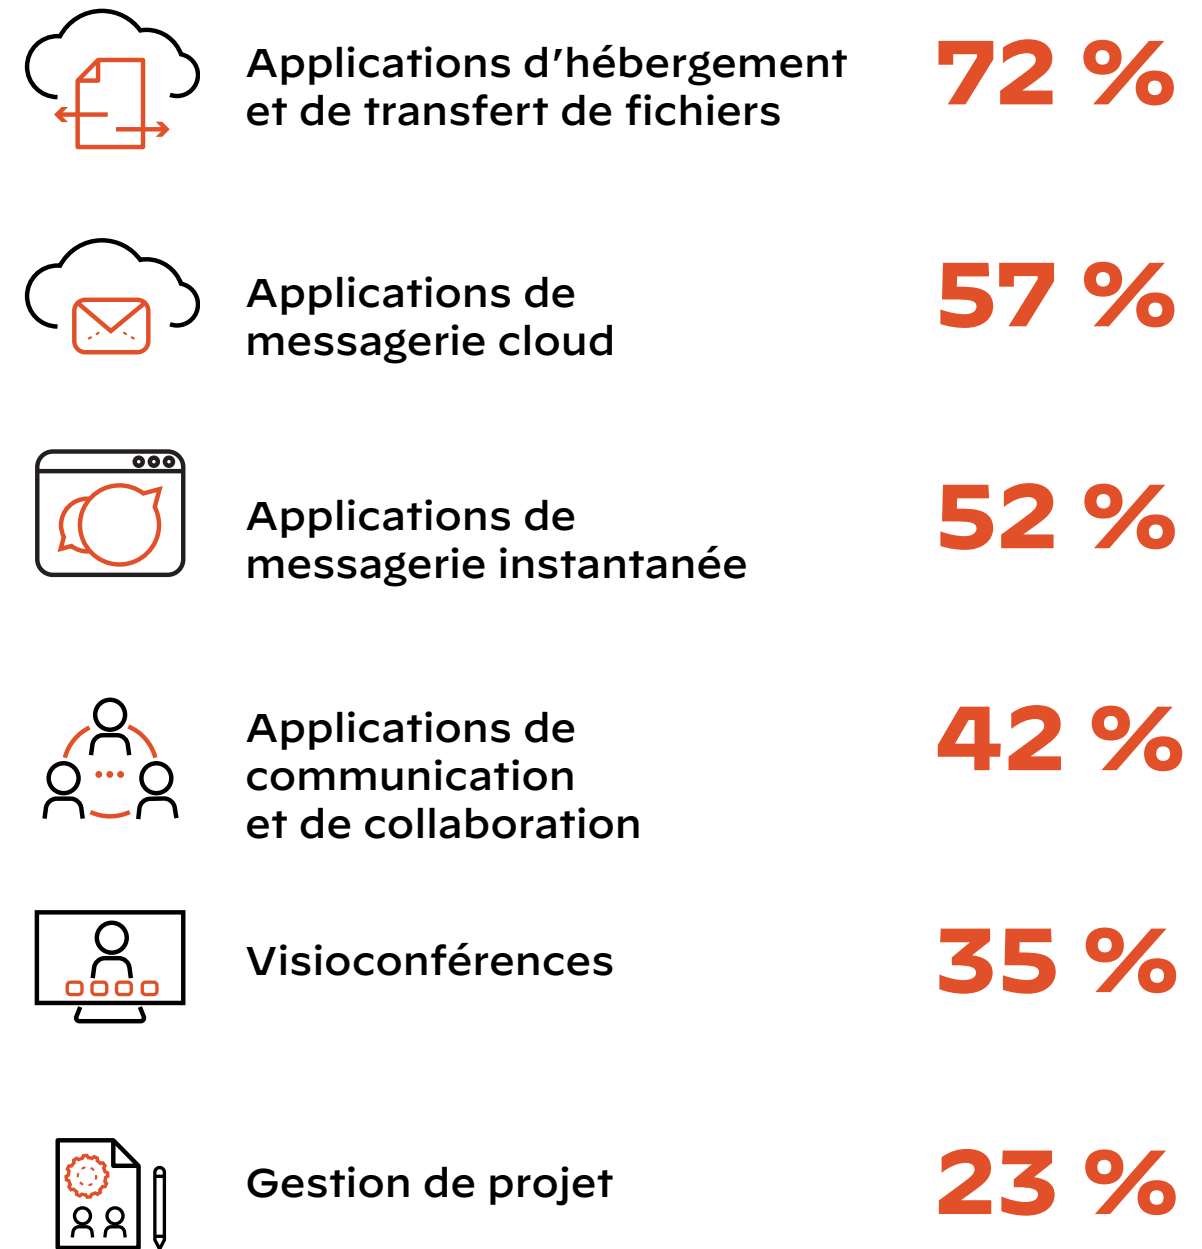 Applications d’hébergement
et de transfert de fichiers
72 %
Applications de
messagerie cloud
57 %
Applications de
messagerie instantanée
52 %
Applications de
communication
et de collaboration
42 %
Visioconférences
35 %
Gestion de projet
23 %